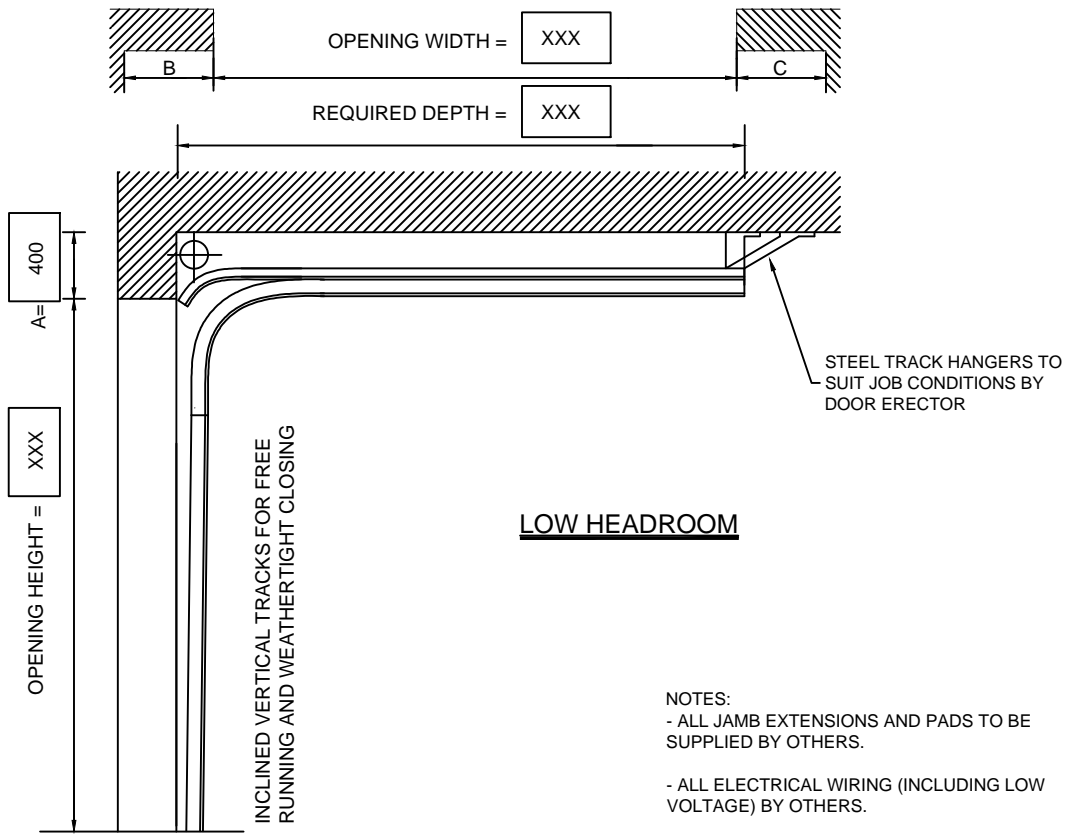 OPENING WIDTH = XXX
B
C
REQUIRED DEPTH = XXX
A= 400
OPENING HEIGHT = XXX
STEEL TRACK HANGERS TO
SUIT JOB CONDITIONS BY
DOOR ERECTOR
INCLINED VERTICAL TRACKS FOR FREE
RUNNING AND WEATHERTIGHT CLOSING
LOW HEADROOM
NOTES:
- ALL JAMB EXTENSIONS AND PADS TO BE
SUPPLIED BY OTHERS.
- ALL ELECTRICAL WIRING (INCLUDING LOW
VOLTAGE) BY OTHERS.